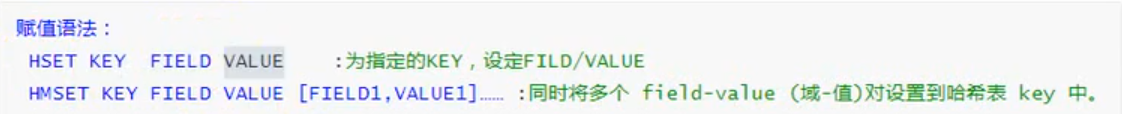 赋值语法：
HSET KEY  FIELD VALUE    :为指定的KEY，设定FILD/VALUE
HMSET KEY FIELD VALUE [FIELD1,VALUE1]…… :同时将多个 field-value (域-值)对设置到哈希表 key 中。